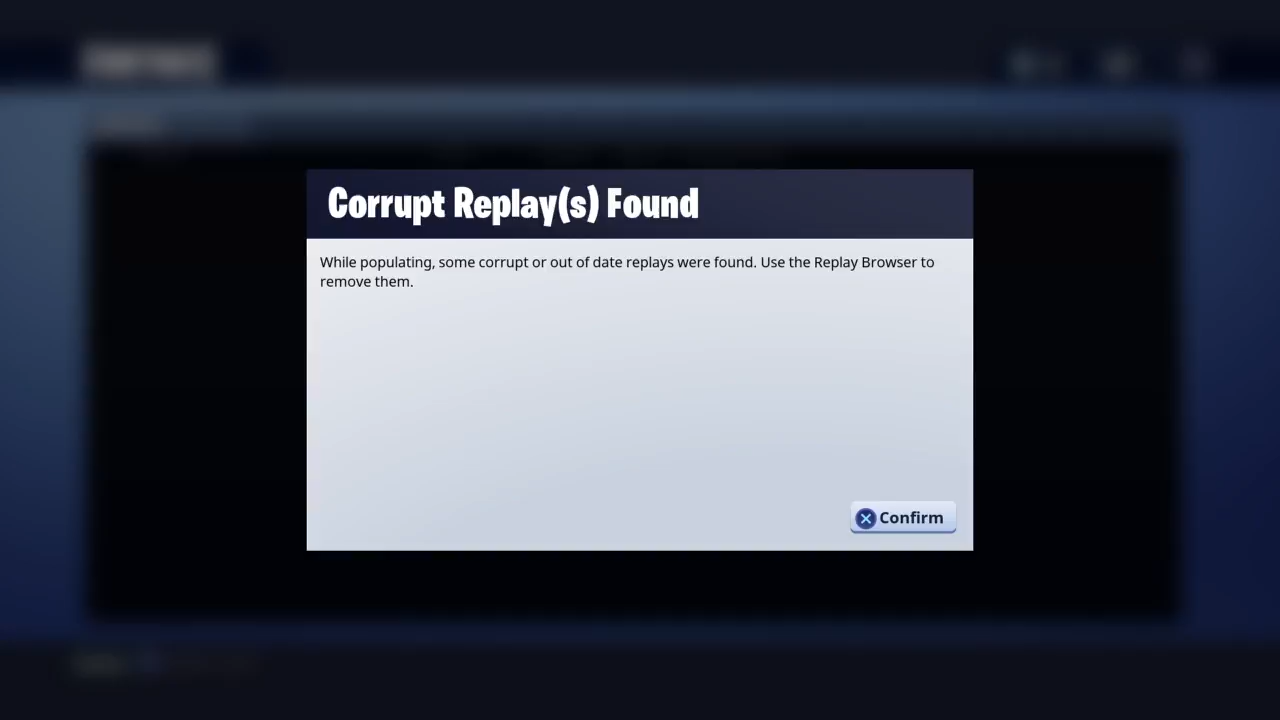 Corrupt Replay(s) Found
While populating, some corrupt or out of date replays were found. Use the Replay Browser to
remove them.
Confirm